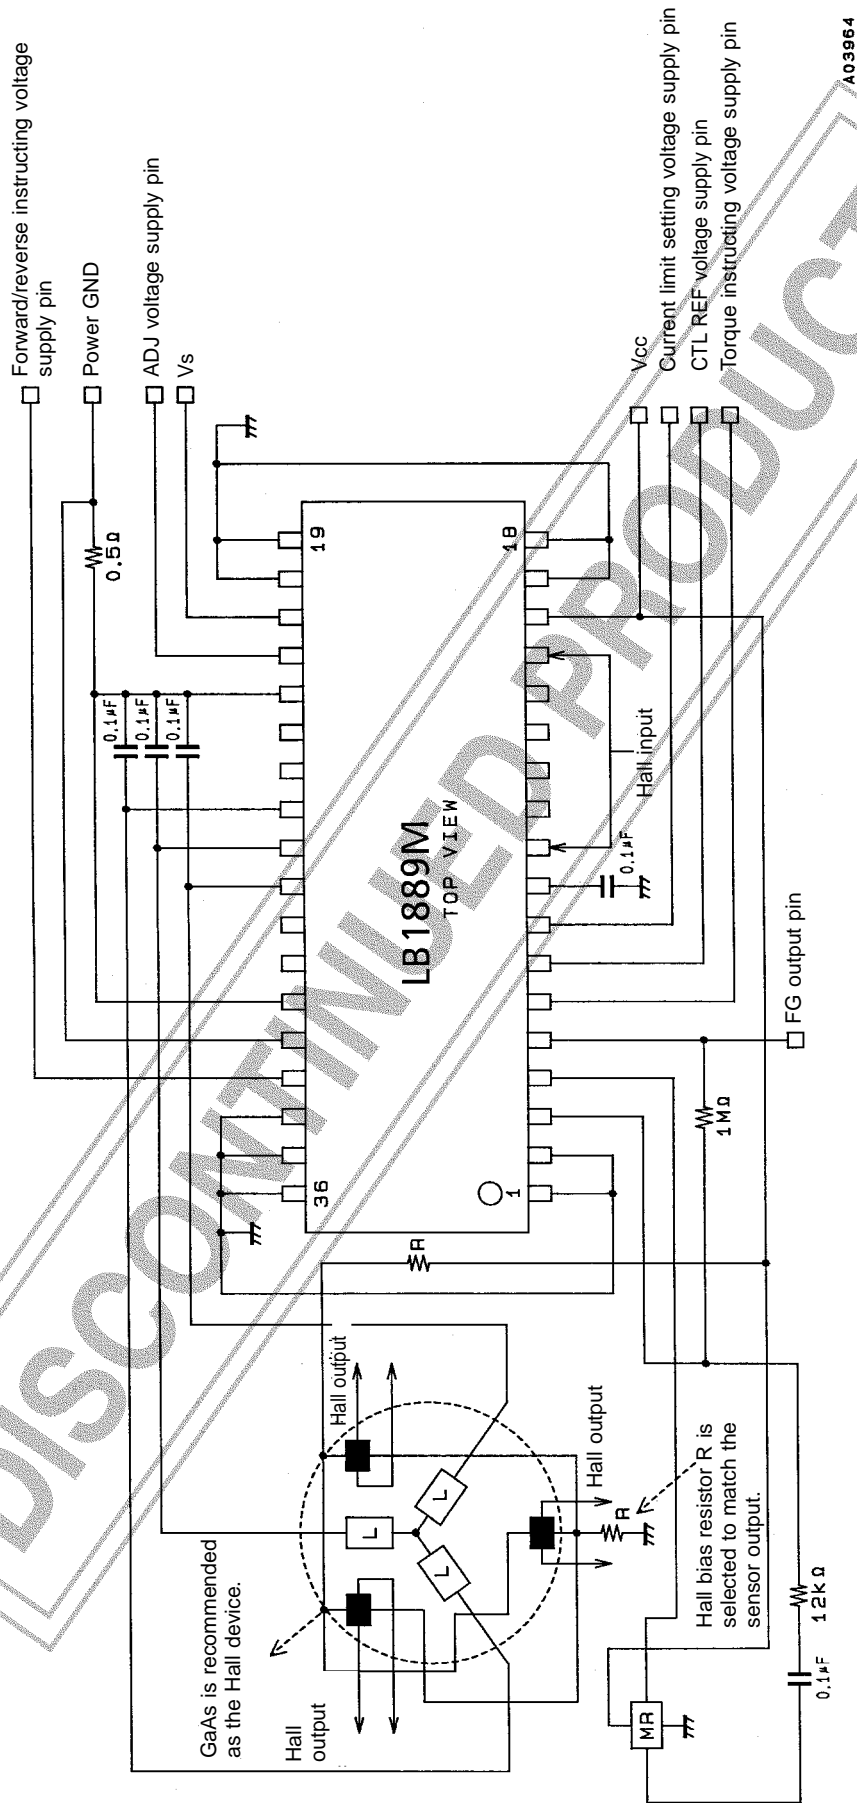 Forward/reverse instructing voltage
supply pin
Power GND
ADJ voltage supply pin
Vs
0.5Ω
0.1μF
0.1μF
0.1μF
19
18
36
1
LB1889M
TOP VIEW
Vcc
Current limit setting voltage supply pin
CTL REF voltage supply pin
Torque instructing voltage supply pin
Hall input
0.1μF
FG output pin
1MΩ
R
Hall output
L
L
L
Hall output
R
GaAs is recommended
as the Hall device.
Hall
output
Hall bias resistor R is
selected to match the
sensor output.
12kΩ
0.1μF
MR
A03964
DISCONTINUED PRODUCT